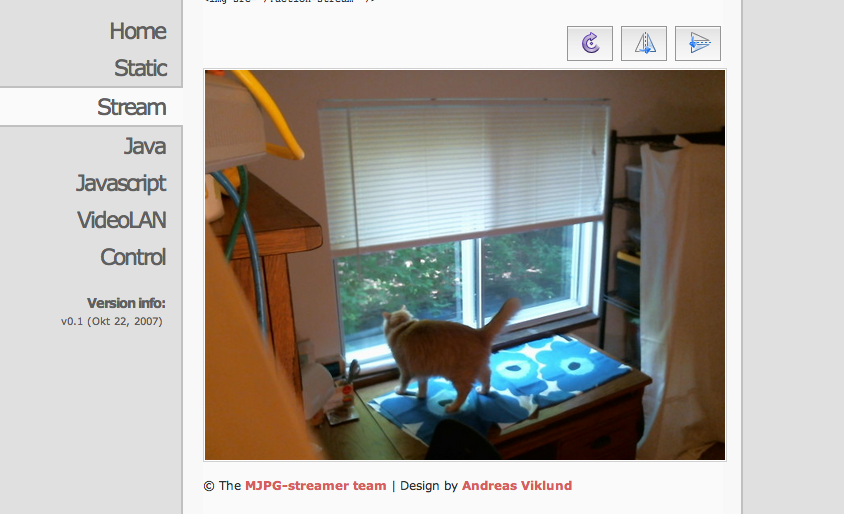 Home
Static
Stream
Java
Javascript
VideoLAN
Control
Version info:
v0.1 (Okt 22, 2007)
© The MJPG-streamer team | Design by Andreas Viklund